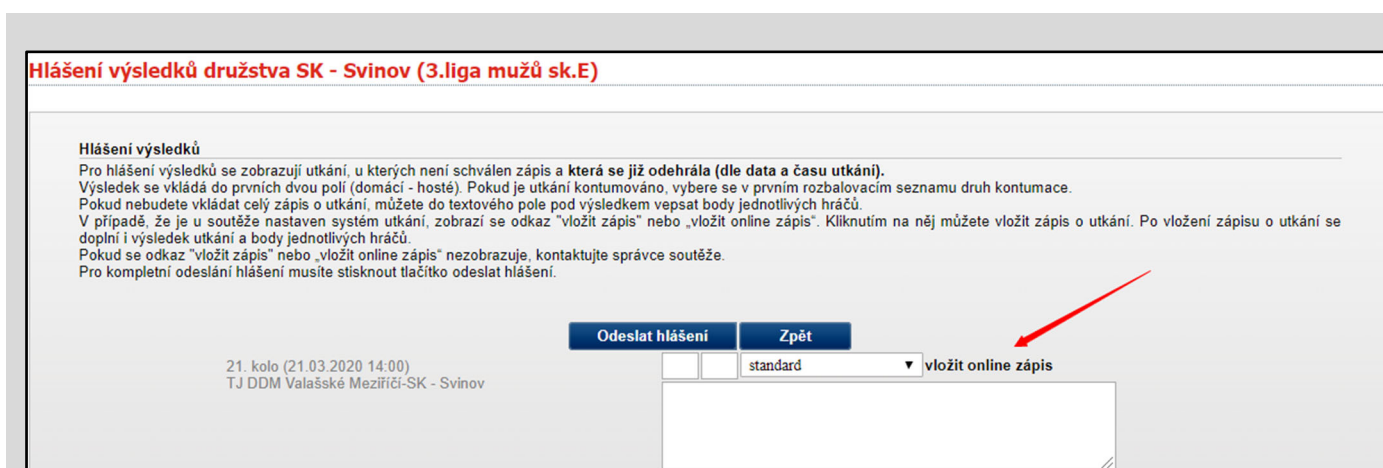 Hlášení výsledků družstva SK - Svinov (3.liga mužů sk.E)
Hlášení výsledků
Pro hlášení výsledků se zobrazují utkání, u kterých není schválen zápis a která se již odehrála (dle data a času utkání).
Výsledek se vkládá do prvních dvou polí (domácí - hosté). Pokud je utkání kontumováno, vybere se v prvním rozbalovacím seznamu druh kontumace.
Pokud nebudete vkládat celý zápis o utkání, můžete do textového pole pod výsledkem vepsat body jednotlivých hráčů.
V případě, že je u soutěže nastaven systém utkání, zobrazí se odkaz "vložit zápis" nebo „vložit online zápis“. Kliknutím na něj můžete vložit zápis o utkání. Po vložení zápisu o utkání se
doplní i výsledek utkání a body jednotlivých hráčů.
Pokud se odkaz "vložit zápis" nebo „vložit online zápis“ nezobrazuje, kontaktujte správce soutěže.
Pro kompletní odeslání hlášení musíte stisknout tlačítko odeslat hlášení.
Odeslat hlášení Zpět
21. kolo (21.03.2020 14:00) standard vložit online zápis
TJ DDM Valašské Meziříčí-SK - Svinov